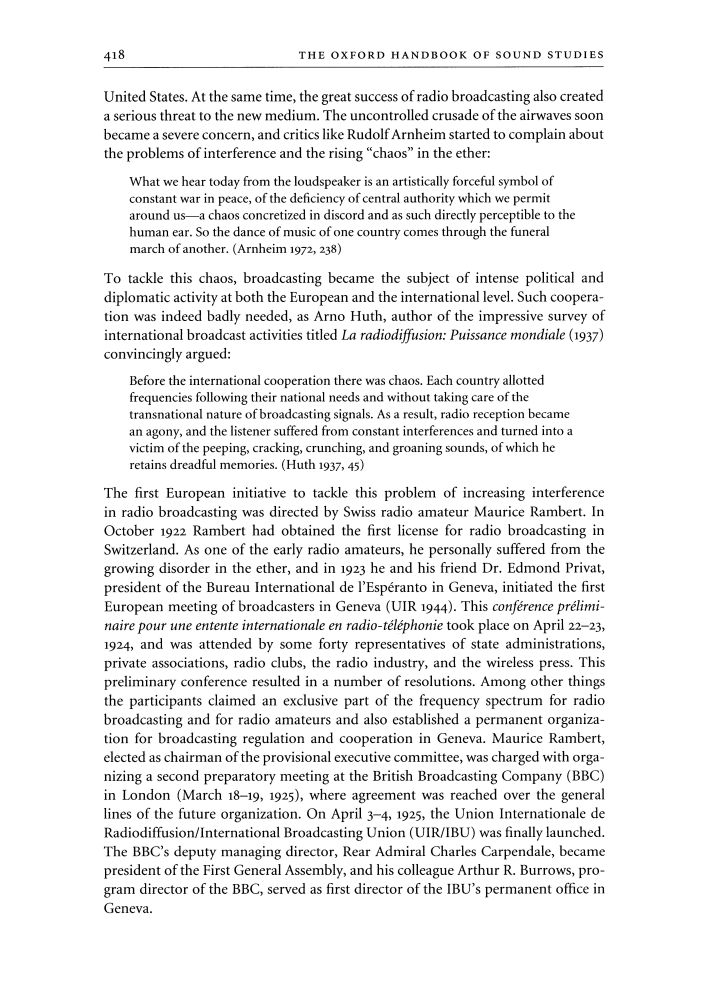 418 THE OXFORD HANDBOOK OF SOUND STUDIES
United States. At the same time, the great success of radio broadcasting also created
a serious threat to the new medium. The uncontrolled crusade of the airwaves soon
became a severe concern, and critics like Rudolf Arnheim started to complain about
the problems of interference and the rising “chaos” in the ether:
What we hear today from the loudspeaker is an artistically forceful symbol of
constant war in peace, of the deficiency of central authority which we permit
around us—a chaos concretized in discord and as such directly perceptible to the
human ear. So the dance of music of one country comes through the funeral
march of another. (Arnheim 1972, 238)
To tackle this chaos, broadcasting became the subject of intense political and
diplomatic activity at both the European and the international level. Such coopera-
tion was indeed badly needed, as Arno Huth, author of the impressive survey of
international broadcast activities titled La radiodiffusion: Puissance mondiale (1937)
convincingly argued:
Before the international cooperation there was chaos. Each country allotted
frequencies following their national needs and without taking care of the
transnational nature of broadcasting signals. As a result, radio reception became
an agony, and the listener suffered from constant interferences and turned into a
victim of the peeping, cracking, crunching, and groaning sounds, of which he
retains dreadful memories. (Huth 1937, 45)
The first European initiative to tackle this problem of increasing interference
in radio broadcasting was directed by Swiss radio amateur Maurice Rambert. In
October 1922 Rambert had obtained the first license for radio broadcasting in
Switzerland. As one of the early radio amateurs, he personally suffered from the
growing disorder in the ether, and in 1923 he and his friend Dr. Edmond Privat,
president of the Bureau International de l’Espéranto in Geneva, initiated the first
European meeting of broadcasters in Geneva (UIR 1944). This conférence prélimi-
naire pour une entente internationale en radio-téléphonie took place on April 22–23,
1924, and was attended by some forty representatives of state administrations,
private associations, radio clubs, the radio industry, and the wireless press. This
preliminary conference resulted in a number of resolutions. Among other things
the participants claimed an exclusive part of the frequency spectrum for radio
broadcasting and for radio amateurs and also established a permanent organiza-
tion for broadcasting regulation and cooperation in Geneva. Maurice Rambert,
elected as chairman of the provisional executive committee, was charged with orga-
nizing a second preparatory meeting at the British Broadcasting Company (BBC)
in London (March 18–19, 1925), where agreement was reached over the general
lines of the future organization. On April 3–4, 1925, the Union Internationale de
Radiodiffusion/International Broadcasting Union (UIR/IBU) was finally launched.
The BBC’s deputy managing director, Rear Admiral Charles Carpendale, became
president of the First General Assembly, and his colleague Arthur R. Burrows, pro-
gram director of the BBC, served as first director of the IBU’s permanent office in
Geneva.